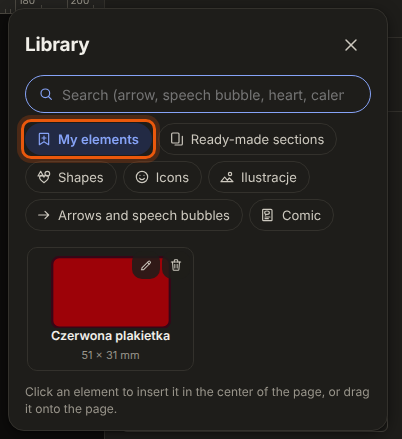 180
200
Library
Search (arrow, speech bubble, heart, caler
My elements
Ready-made sections
Shapes
Icons
Ilustracje
Arrows and speech bubbles
Comic
Czerwona plakietka
51 × 31 mm
Click an element to insert it in the center of the page, or drag
it onto the page.